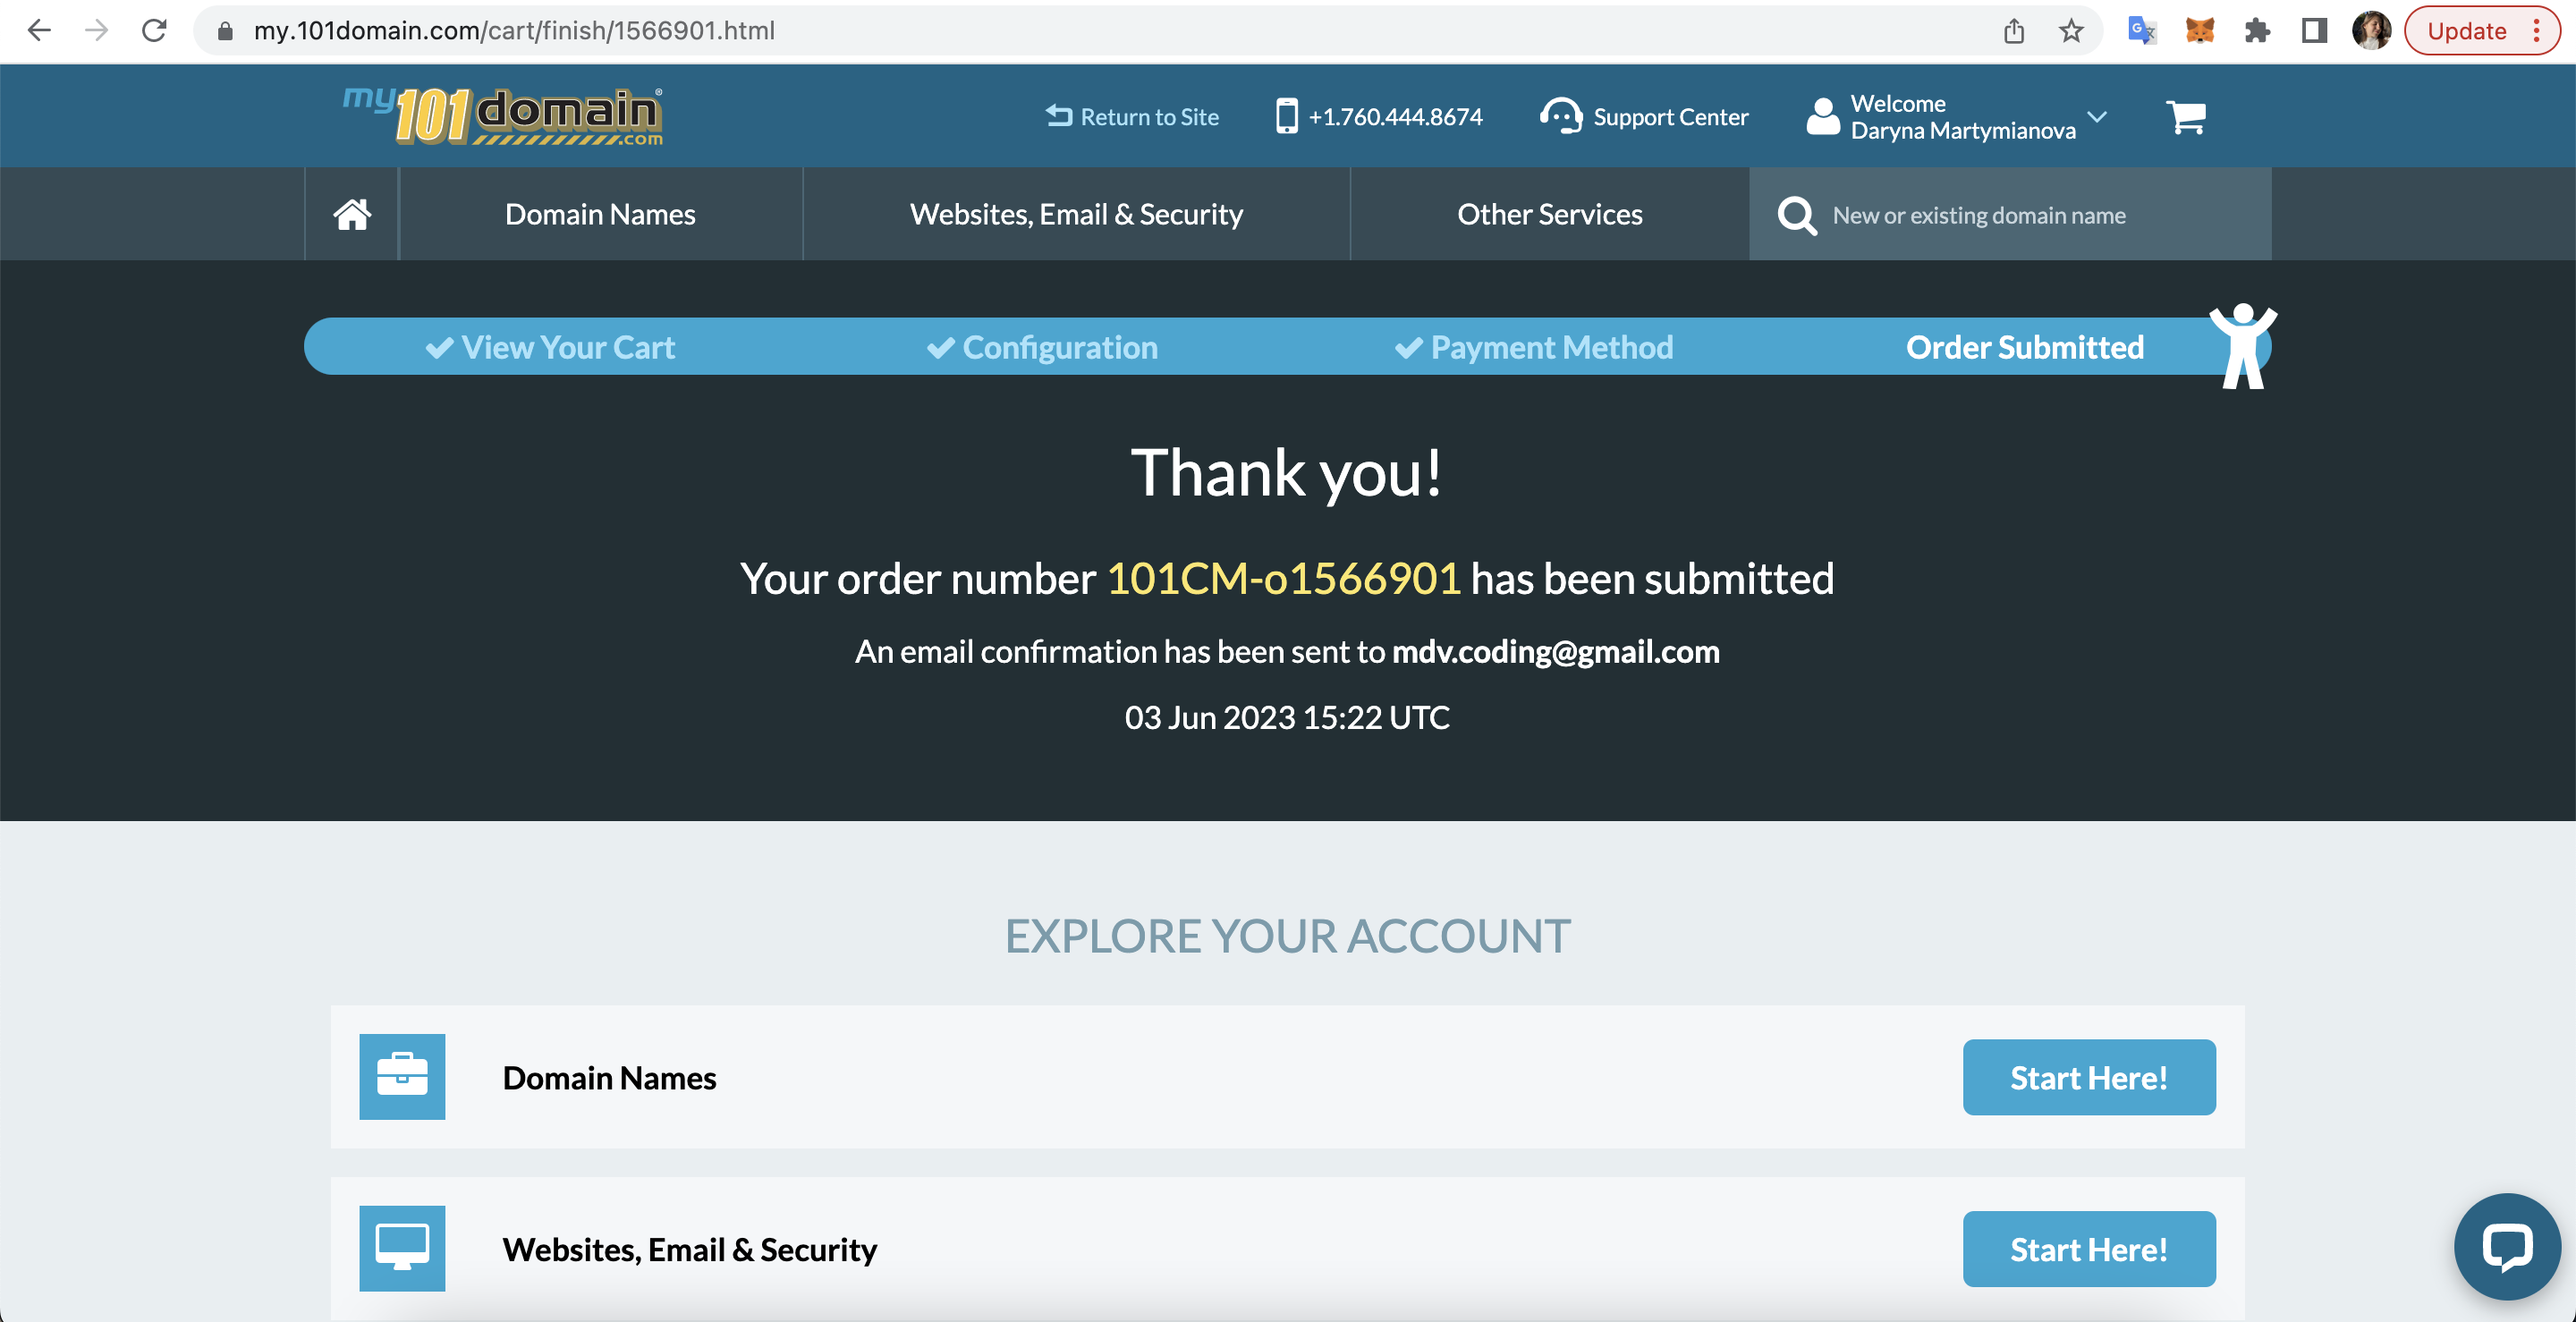 my.101domain.com/cart/finish/1566901.html
Update
my101domain®
.com
Return to Site
+1.760.444.8674
Support Center
Welcome
Daryna Martymianova
Domain Names
Websites, Email & Security
Other Services
New or existing domain name
View Your Cart
Configuration
Payment Method
Order Submitted
Thank you!
Your order number 101CM-o1566901 has been submitted
An email confirmation has been sent to mdv.coding@gmail.com
03 Jun 2023 15:22 UTC
EXPLORE YOUR ACCOUNT
Domain Names
Start Here!
Websites, Email & Security
Start Here!